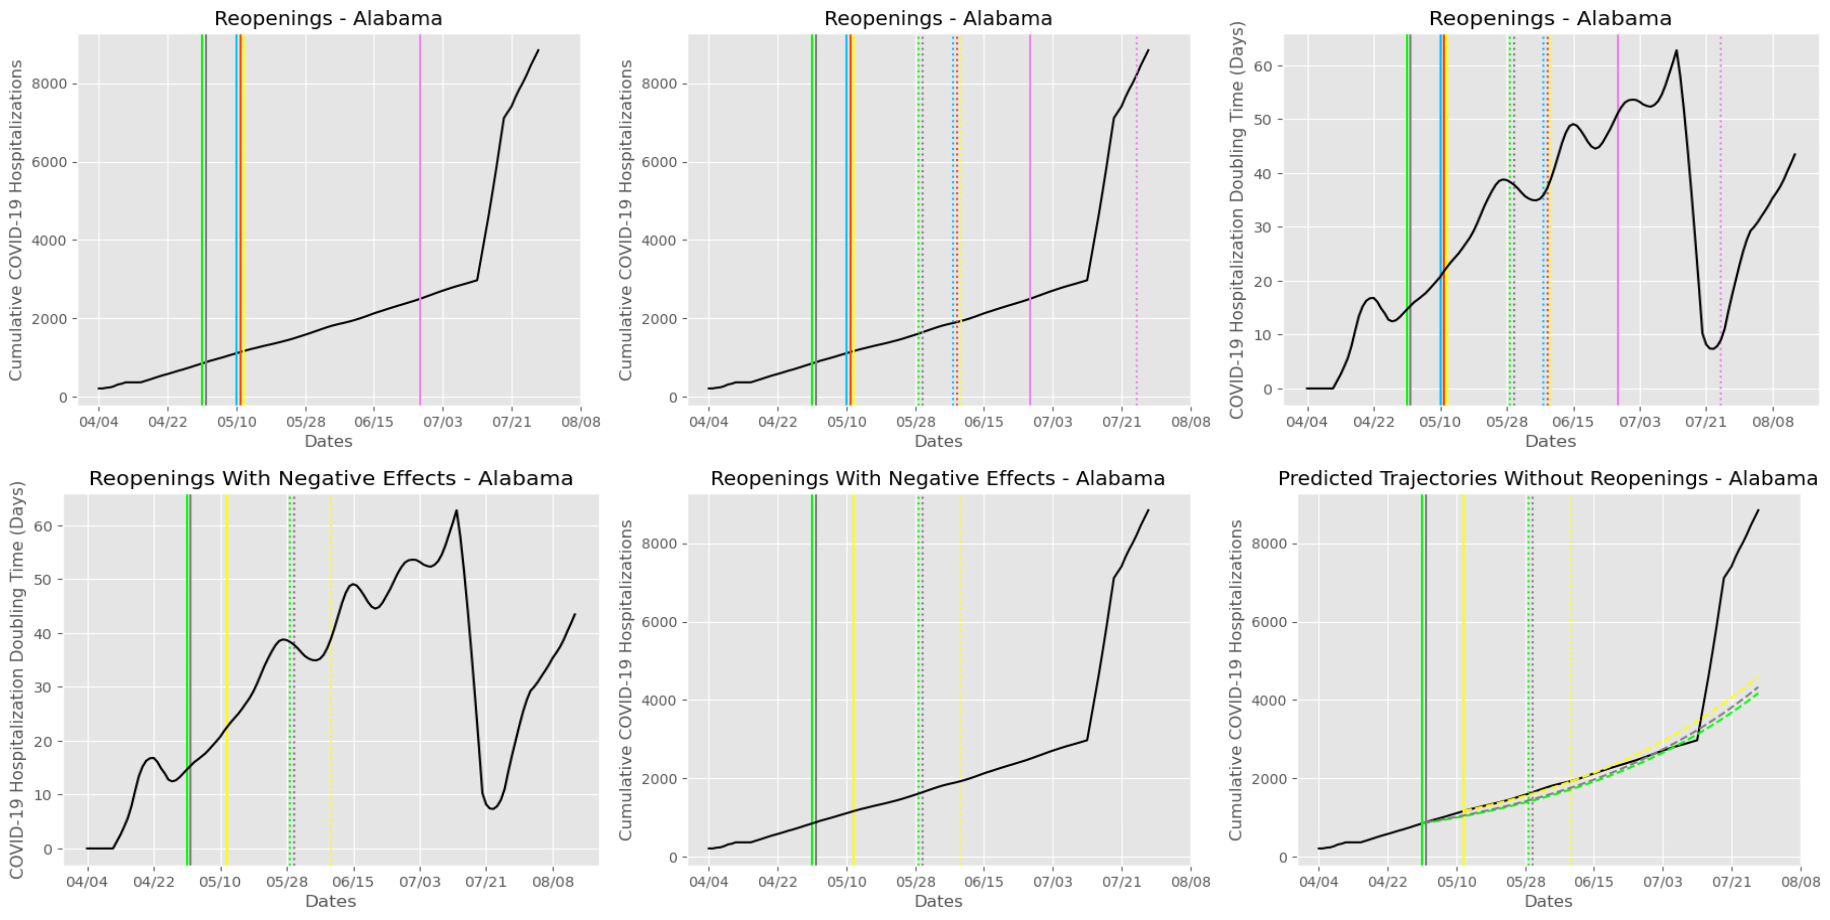 Reopenings - Alabama
Cumulative COVID-19 Hospitalizations
8000
6000
4000
2000
0
04/04 04/22 05/10 05/28 06/15 07/03 07/21 08/08
Dates
Reopenings - Alabama
Cumulative COVID-19 Hospitalizations
8000
6000
4000
2000
0
04/04 04/22 05/10 05/28 06/15 07/03 07/21 08/08
Dates
Reopenings - Alabama
COVID-19 Hospitalization Doubling Time (Days)
60
50
40
30
20
10
0
04/04 04/22 05/10 05/28 06/15 07/03 07/21 08/08
Dates
Reopenings With Negative Effects - Alabama
COVID-19 Hospitalization Doubling Time (Days)
60
50
40
30
20
10
0
04/04 04/22 05/10 05/28 06/15 07/03 07/21 08/08
Dates
Reopenings With Negative Effects - Alabama
Cumulative COVID-19 Hospitalizations
8000
6000
4000
2000
0
04/04 04/22 05/10 05/28 06/15 07/03 07/21 08/08
Dates
Predicted Trajectories Without Reopenings - Alabama
Cumulative COVID-19 Hospitalizations
8000
6000
4000
2000
0
04/04 04/22 05/10 05/28 06/15 07/03 07/21 08/08
Dates